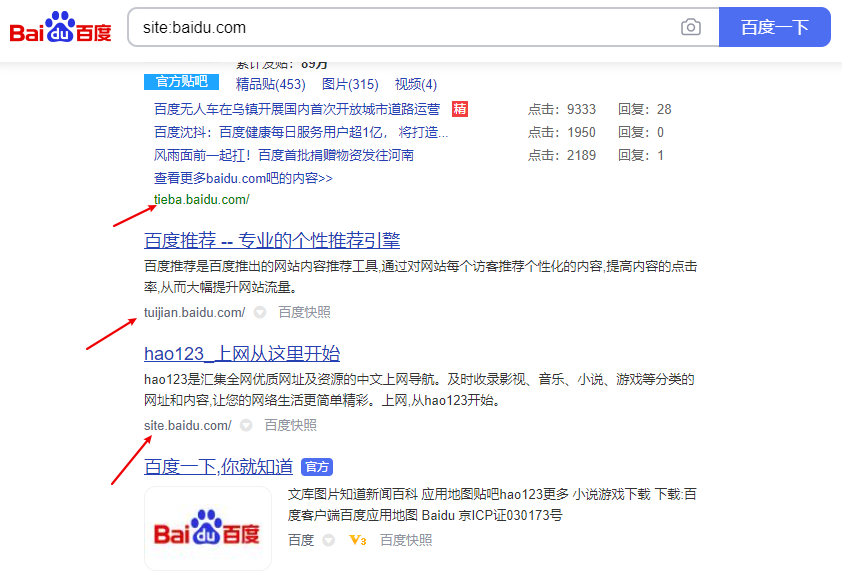 Bai du 百度
site:baidu.com
百度一下
累计发贴：89万
官方贴吧
精品贴(453) 图片(315) 视频(4)
百度无人车在乌镇开展国内首次开放城市道路运营 精 点击：9333 回复：28
百度沈抖：百度健康每日服务用户超1亿， 将打造... 点击：1950 回复：0
风雨面前一起扛！百度首批捐赠物资发往河南 点击：2189 回复：1
查看更多baidu.com吧的内容>>
tieba.baidu.com/
百度推荐 -- 专业的个性推荐引擎
百度推荐是百度推出的网站内容推荐工具,通过对网站每个访客推荐个性化的内容,提高内容的点击
率,从而大幅提升网站流量。
tuijian.baidu.com/ 百度快照
hao123_上网从这里开始
hao123是汇集全网优质网址及资源的中文上网导航。及时收录影视、音乐、小说、游戏等分类的
网址和内容,让您的网络生活更简单精彩。上网,从hao123开始。
site.baidu.com/ 百度快照
百度一下,你就知道 官方
文库图片知道新闻百科 应用地图贴吧hao123更多 小说游戏下载 下载:百
度客户端百度应用地图 Baidu 京ICP证030173号
Bai du 百度
百度 V3 百度快照